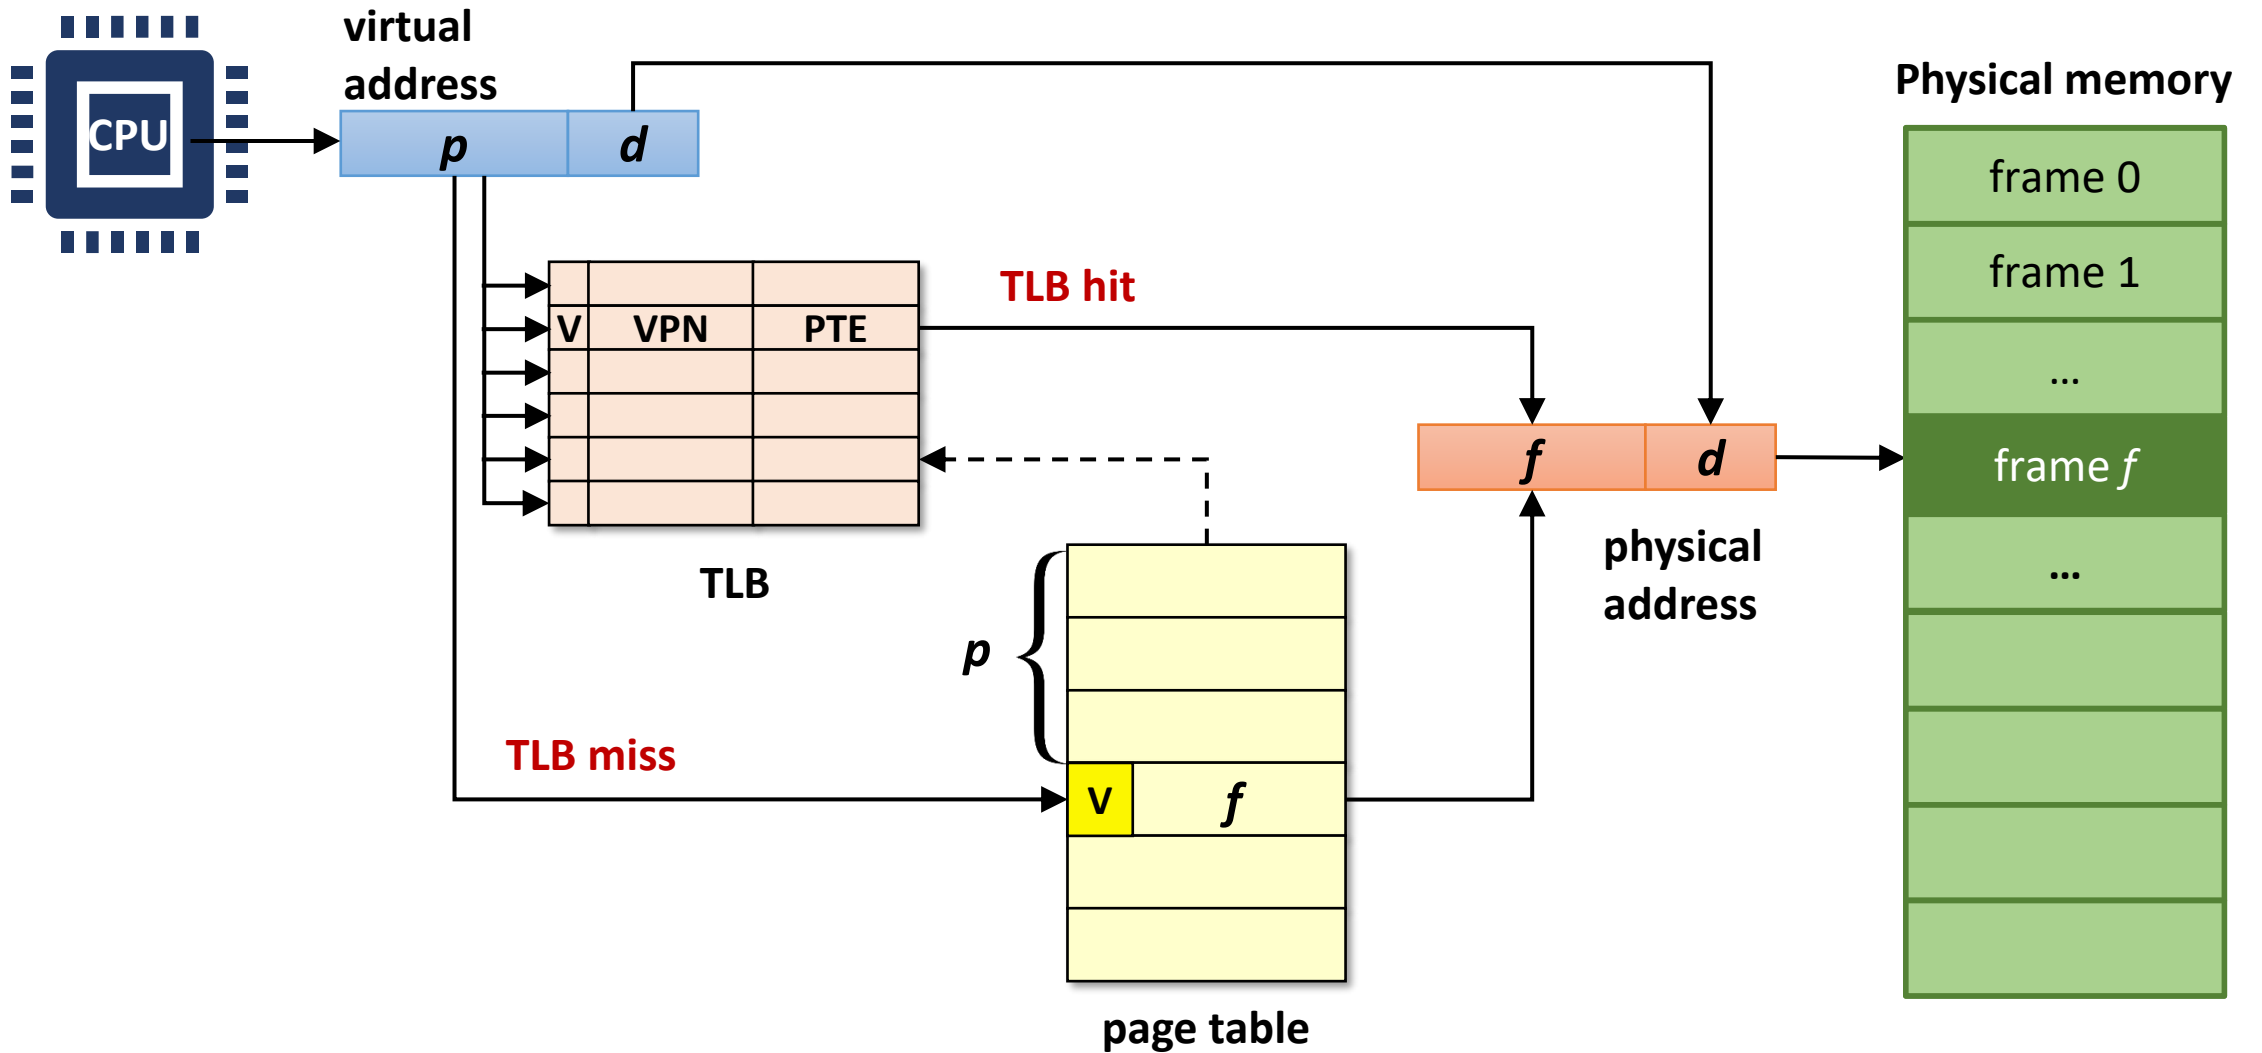 virtual
address
Physical memory
CPU
p
d
frame 0
frame 1
TLB hit
V
VPN
PTE
...
f
d
frame f
physical
address
...
TLB
p
TLB miss
V
f
page table